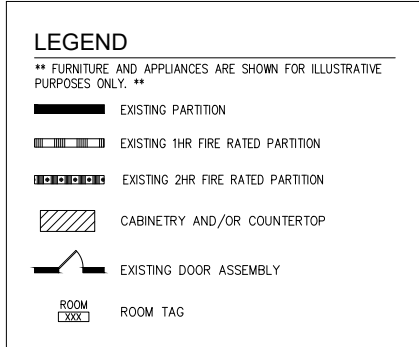 LEGEND
** FURNITURE AND APPLIANCES ARE SHOWN FOR ILLUSTRATIVE
PURPOSES ONLY. **
EXISTING PARTITION
EXISTING 1HR FIRE RATED PARTITION
EXISTING 2HR FIRE RATED PARTITION
CABINETRY AND/OR COUNTERTOP
EXISTING DOOR ASSEMBLY
ROOM
XXX
ROOM TAG